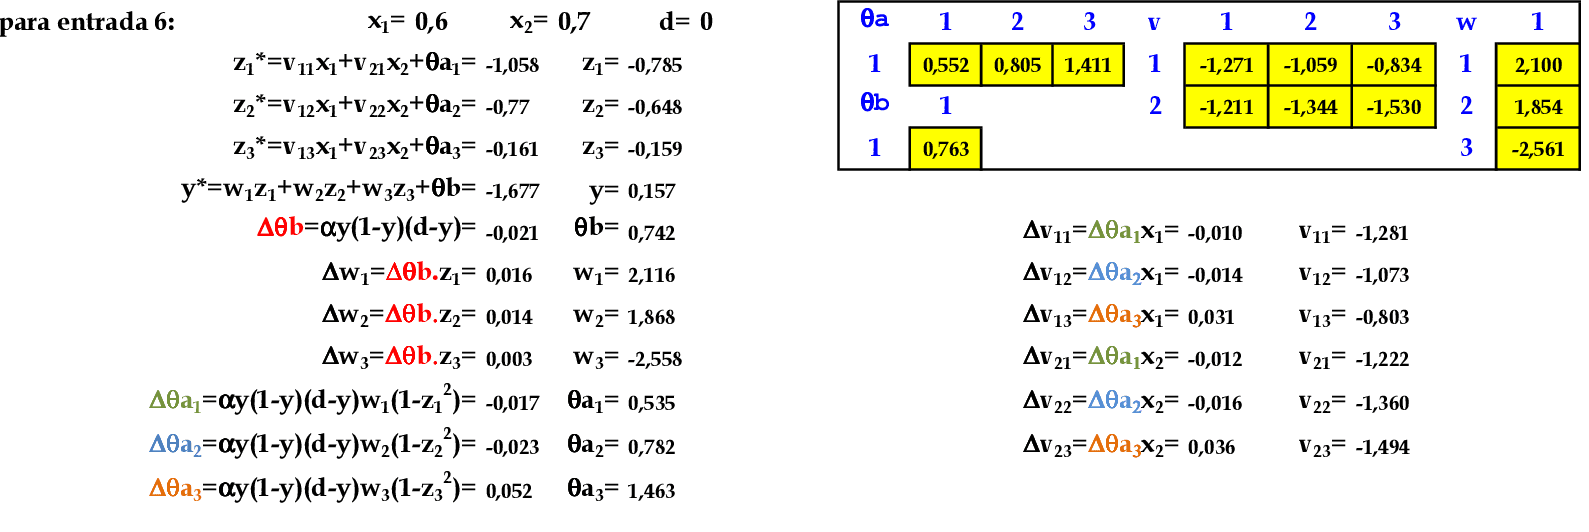 para entrada 6: x₁= 0,6 x₂= 0,7 d= 0
z₁*=v₁₁x₁+v₂₁x₂+θa₁= -1,058 z₁= -0,785
z₂*=v₁₂x₁+v₂₂x₂+θa₂= -0,77 z₂= -0,648
z₃*=v₁₃x₁+v₂₃x₂+θa₃= -0,161 z₃= -0,159
y*=w₁z₁+w₂z₂+w₃z₃+θb= -1,677 y= 0,157
Δθb=αy(1-y)(d-y)= -0,021 θb= 0,742
Δw₁=Δθb.z₁= 0,016 w₁= 2,116
Δw₂=Δθb.z₂= 0,014 w₂= 1,868
Δw₃=Δθb.z₃= 0,003 w₃= -2,558
Δθa₁=αy(1-y)(d-y)w₁(1-z₁²)= -0,017 θa₁= 0,535
Δθa₂=αy(1-y)(d-y)w₂(1-z₂²)= -0,023 θa₂= 0,782
Δθa₃=αy(1-y)(d-y)w₃(1-z₃²)= 0,052 θa₃= 1,463
θa 1 2 3 v 1 2 3 w 1
1 0,552 0,805 1,411 1 -1,271 -1,059 -0,834 1 2,100
θb 1 2 -1,211 -1,344 -1,530 2 1,854
1 0,763 3 -2,561
Δv₁₁=Δθa₁x₁= -0,010 v₁₁= -1,281
Δv₁₂=Δθa₂x₁= -0,014 v₁₂= -1,073
Δv₁₃=Δθa₃x₁= 0,031 v₁₃= -0,803
Δv₂₁=Δθa₁x₂= -0,012 v₂₁= -1,222
Δv₂₂=Δθa₂x₂= -0,016 v₂₂= -1,360
Δv₂₃=Δθa₃x₂= 0,036 v₂₃= -1,494